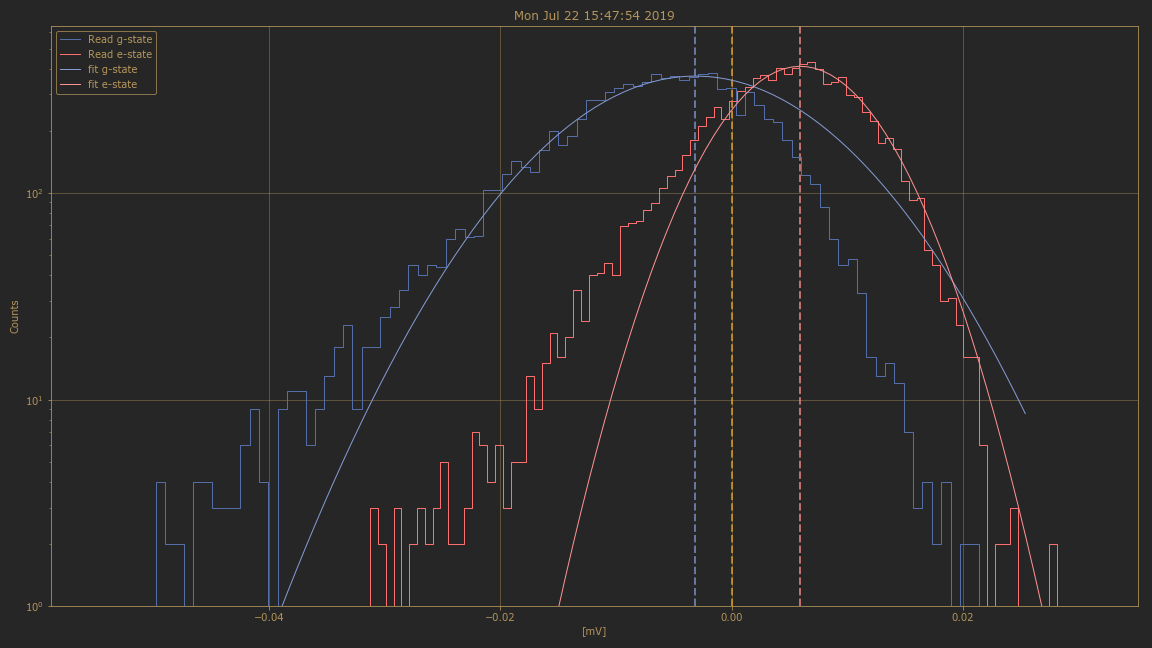 Mon Jul 22 15:47:54 2019
Read g-state
Read e-state
fit g-state
fit e-state
Counts
10²
10¹
10⁰
−0.04
−0.02
0.00
0.02
[mV]